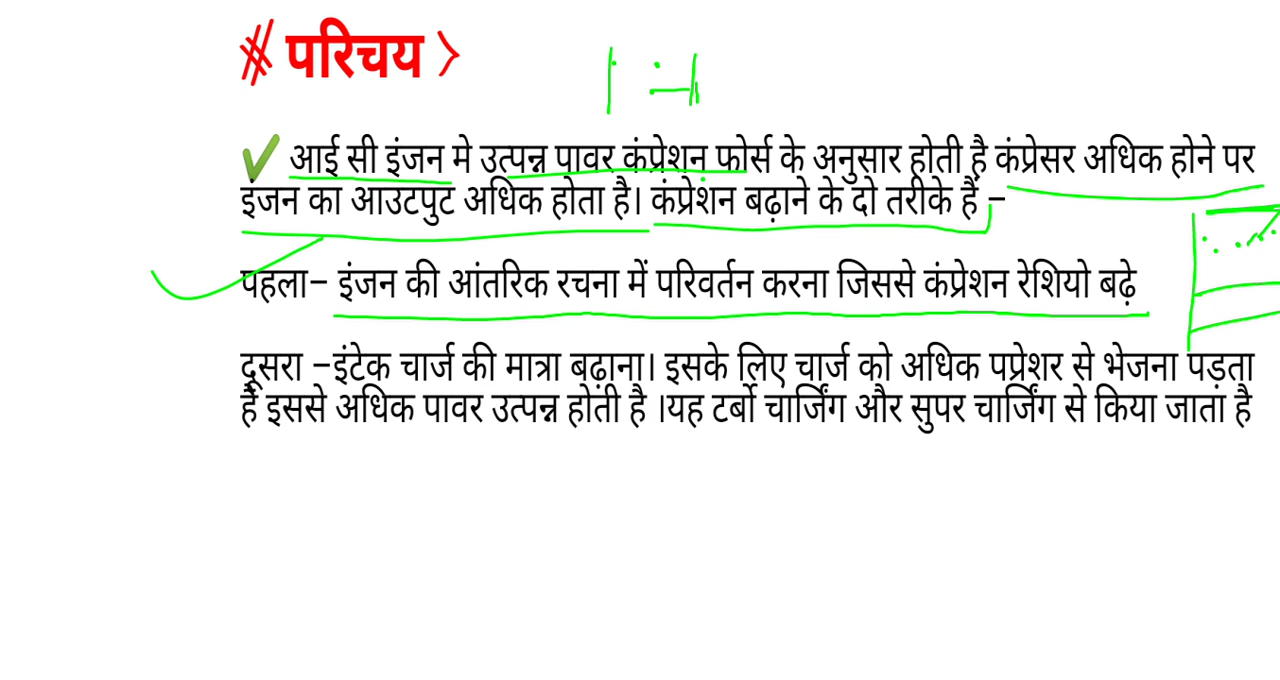 # परिचय >
✔ आई सी इंजन मे उत्पन्न पावर कंप्रेशन फोर्स के अनुसार होती है कंप्रेसर अधिक होने पर
इंजन का आउटपुट अधिक होता है। कंप्रेशन बढ़ाने के दो तरीके हैं –
पहला– इंजन की आंतरिक रचना में परिवर्तन करना जिससे कंप्रेशन रेशियो बढ़े
दूसरा –इंटेक चार्ज की मात्रा बढ़ाना। इसके लिए चार्ज को अधिक पप्रेशर से भेजना पड़ता
है इससे अधिक पावर उत्पन्न होती है ।यह टर्बो चार्जिंग और सुपर चार्जिंग से किया जाता है